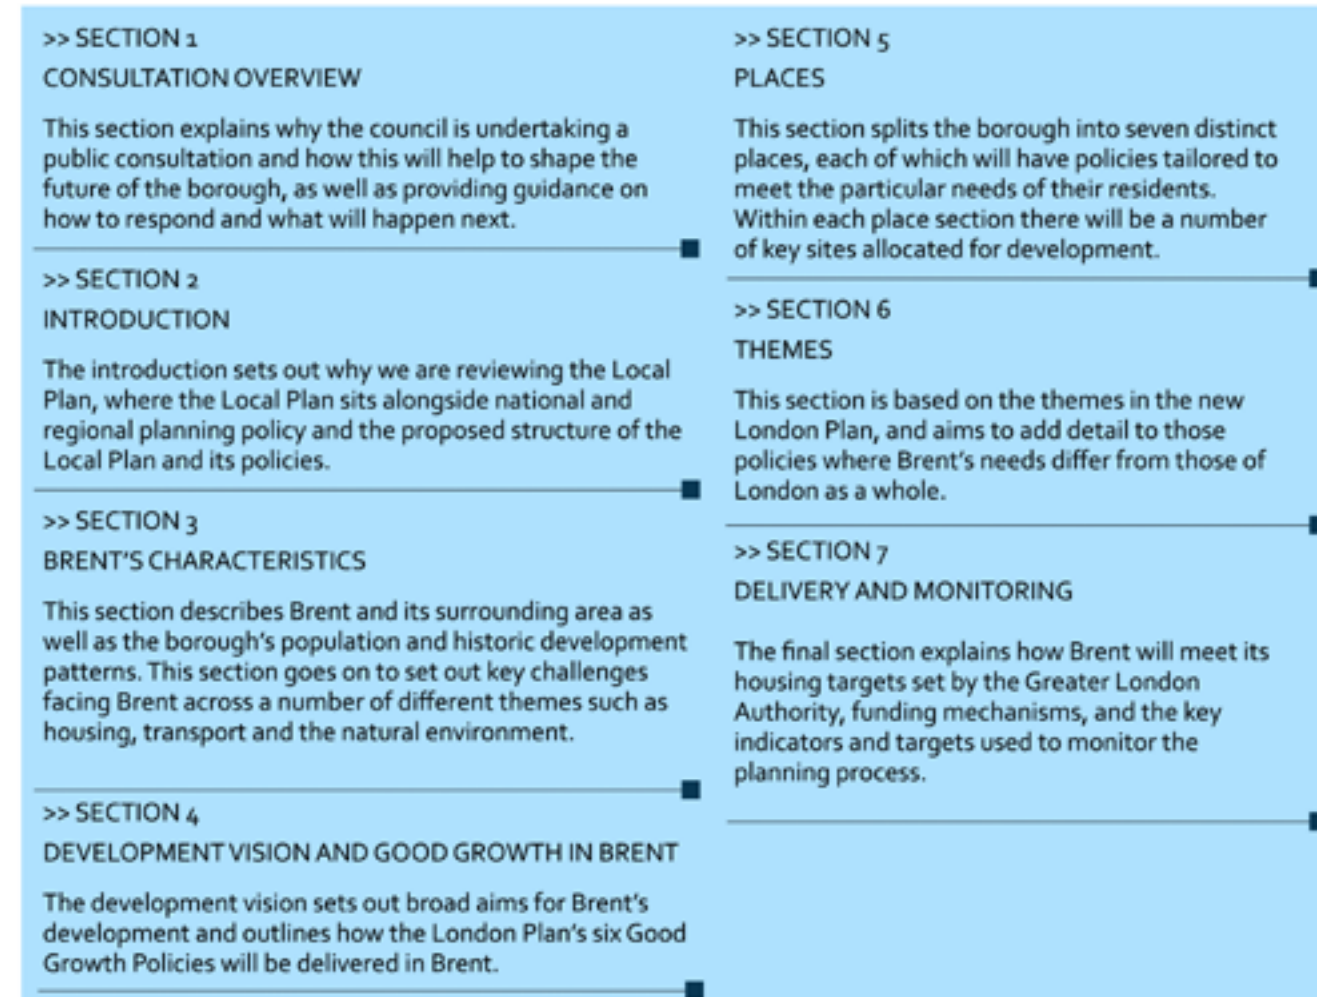 >> SECTION 1
CONSULTATION OVERVIEW
This section explains why the council is undertaking a
public consultation and how this will help to shape the
future of the borough, as well as providing guidance on
how to respond and what will happen next.
>> SECTION 2
INTRODUCTION
The introduction sets out why we are reviewing the Local
Plan, where the Local Plan sits alongside national and
regional planning policy and the proposed structure of the
Local Plan and its policies.
>> SECTION 3
BRENT'S CHARACTERISTICS
This section describes Brent and its surrounding area as
well as the borough's population and historic development
patterns. This section goes on to set out key challenges
facing Brent across a number of different themes such as
housing, transport and the natural environment.
>> SECTION 4
DEVELOPMENT VISION AND GOOD GROWTH IN BRENT
The development vision sets out broad aims for Brent's
development and outlines how the London Plan's six Good
Growth Policies will be delivered in Brent.
>> SECTION 5
PLACES
This section splits the borough into seven distinct
places, each of which will have policies tailored to
meet the particular needs of their residents.
Within each place section there will be a number
of key sites allocated for development.
>> SECTION 6
THEMES
This section is based on the themes in the new
London Plan, and aims to add detail to those
policies where Brent's needs differ from those of
London as a whole.
>> SECTION 7
DELIVERY AND MONITORING
The final section explains how Brent will meet its
housing targets set by the Greater London
Authority, funding mechanisms, and the key
indicators and targets used to monitor the
planning process.